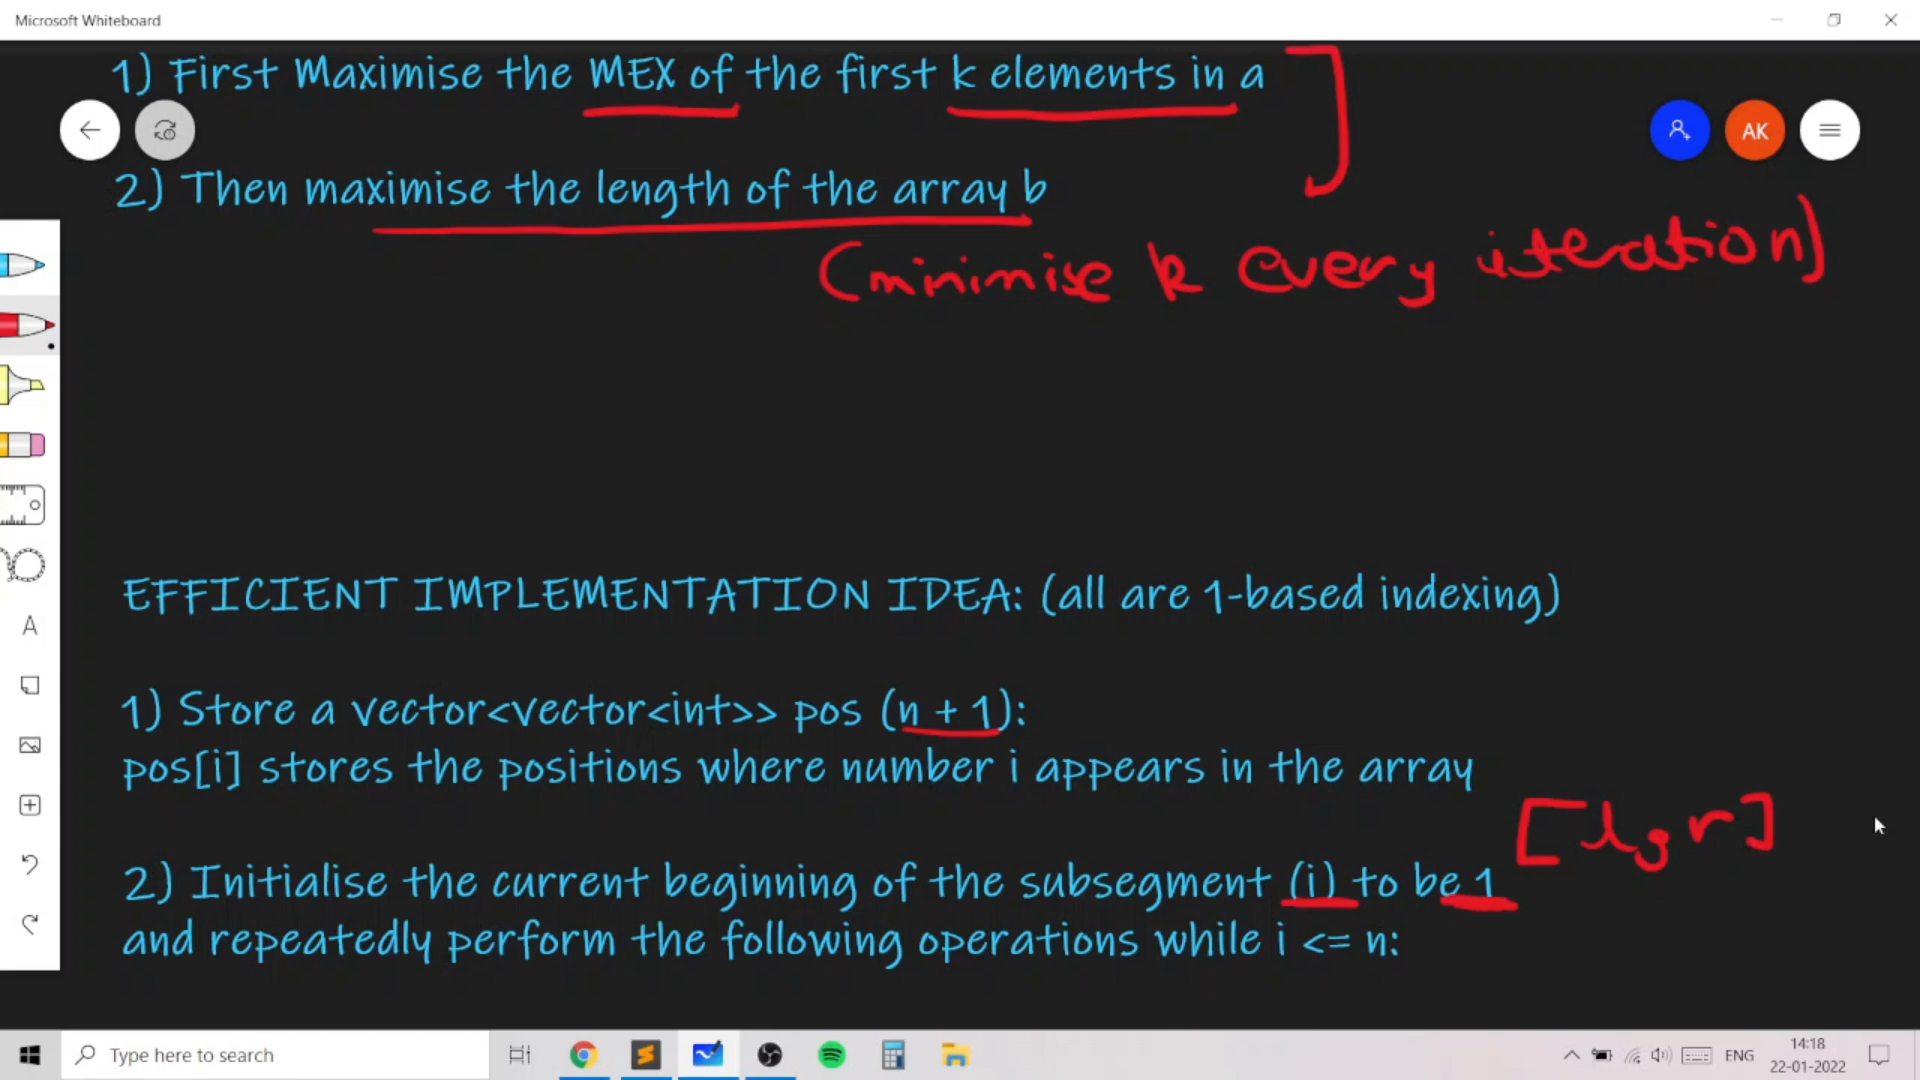 Microsoft Whiteboard
1) First Maximise the MEX of the first k elements in a
AK
2) Then maximise the length of the array b
(minimise k every iteration)
EFFICIENT IMPLEMENTATION IDEA: (all are 1-based indexing)
1) Store a vector<vector<int>> pos (n + 1):
pos[i] stores the positions where number i appears in the array
[l, r]
2) Initialise the current beginning of the subsegment (i) to be 1
and repeatedly perform the following operations while i <= n:
Type here to search
ENG
14:18
22-01-2022